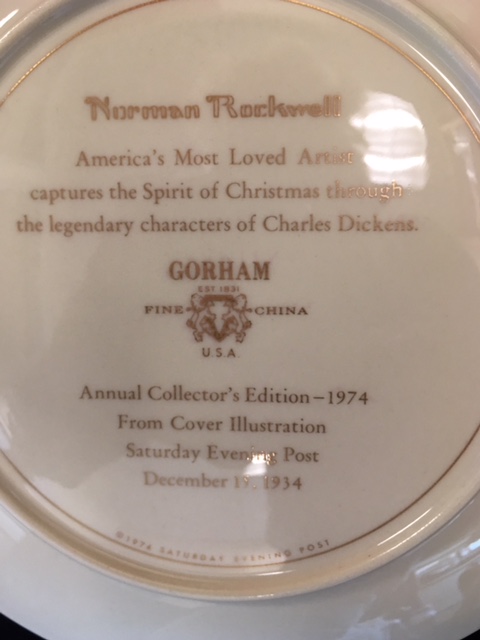 Norman Rockwell
America's Most Loved Artist
captures the Spirit of Christmas through
the legendary characters of Charles Dickens.
GORHAM
EST 1831
FINE CHINA
U.S.A.
Annual Collector's Edition–1974
From Cover Illustration
Saturday Evening Post
December 1934
©1974 SATURDAY EVENING POST